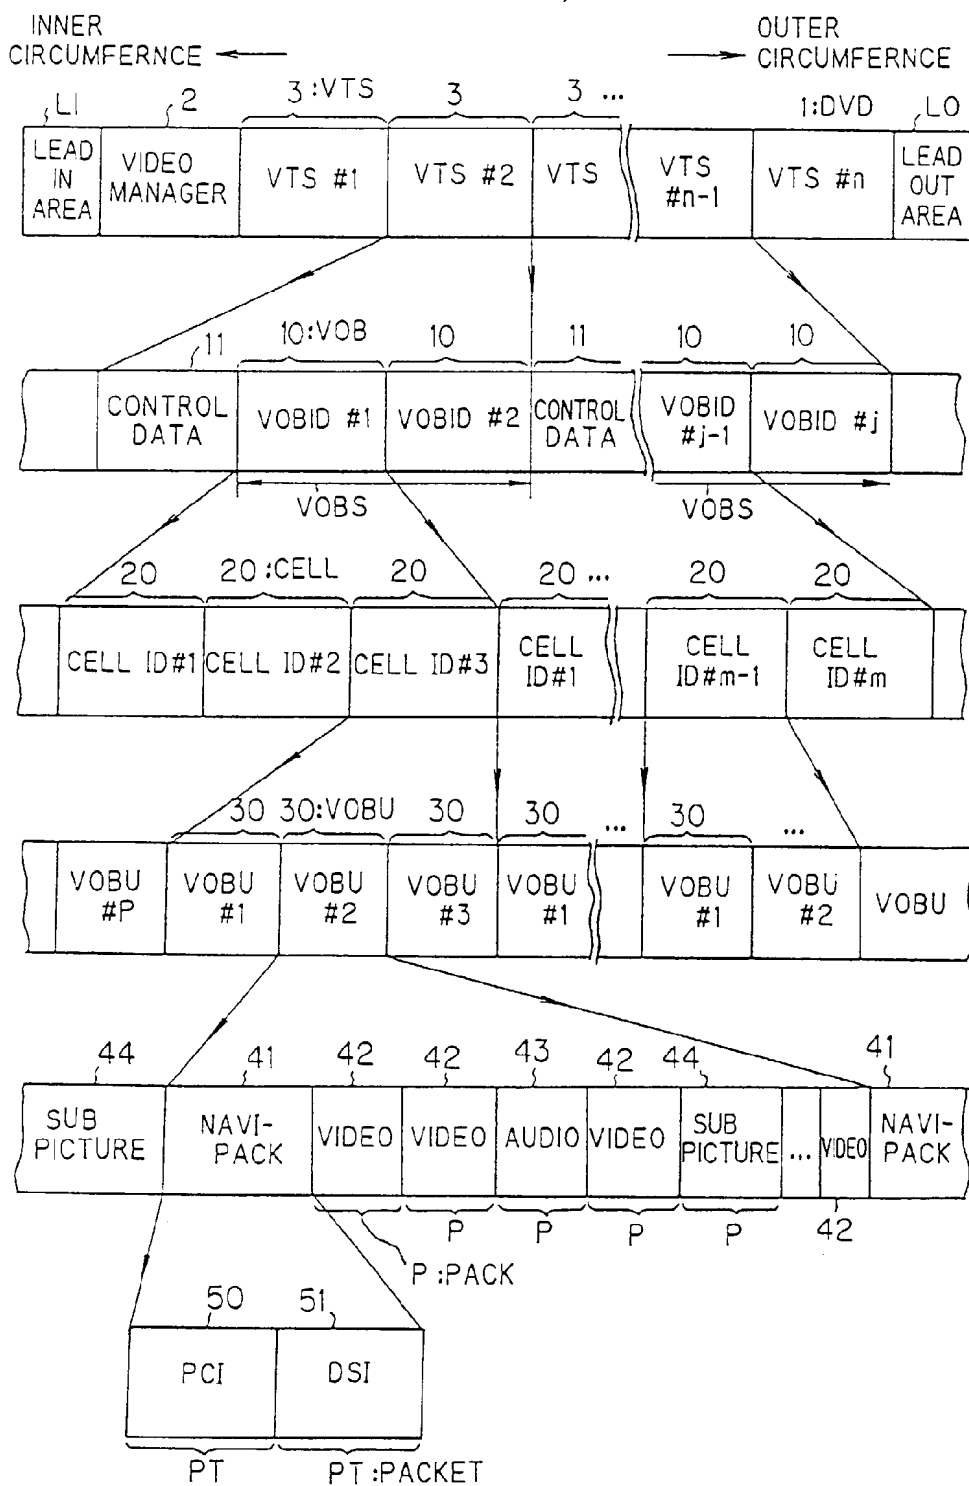 INNER CIRCUMFERNCE
OUTER CIRCUMFERNCE
LI 2 3:VTS 3 3 ... 1:DVD LO
LEAD IN AREA
VIDEO MANAGER
VTS #1
VTS #2
VTS
VTS #n-1
VTS #n
LEAD OUT AREA
11 10:VOB 10 11 10 10
CONTROL DATA
VOBID #1
VOBID #2
CONTROL DATA
VOBID #j-1
VOBID #j
VOBS VOBS
20 20:CELL 20 20 ... 20 20
CELL ID#1
CELL ID#2
CELL ID#3
CELL ID#1
CELL ID#m-1
CELL ID#m
30 30:VOBU 30 30 ... 30 ...
VOBU #P
VOBU #1
VOBU #2
VOBU #3
VOBU #1
VOBU #1
VOBU #2
VOBU
44 41 42 42 43 42 44 41
SUB PICTURE
NAVI-PACK
VIDEO
VIDEO
AUDIO
VIDEO
SUB PICTURE
...
VIDEO
NAVI-PACK
P P P P 42
P:PACK
50 51
PCI DSI
PT PT:PACKET